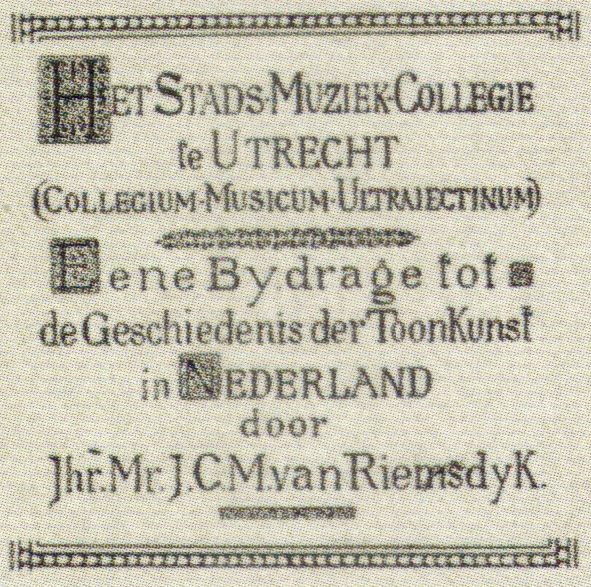 HET STADS-MUZIEK-COLLEGIE
te UTRECHT
(COLLEGIUM-MUSICUM-ULTRAIECTINUM)
Eene Bydrage tot
de Geschiedenis der ToonKunst
in NEDERLAND
door
Jhr. Mr. J.C.M. van RiemsdyK.